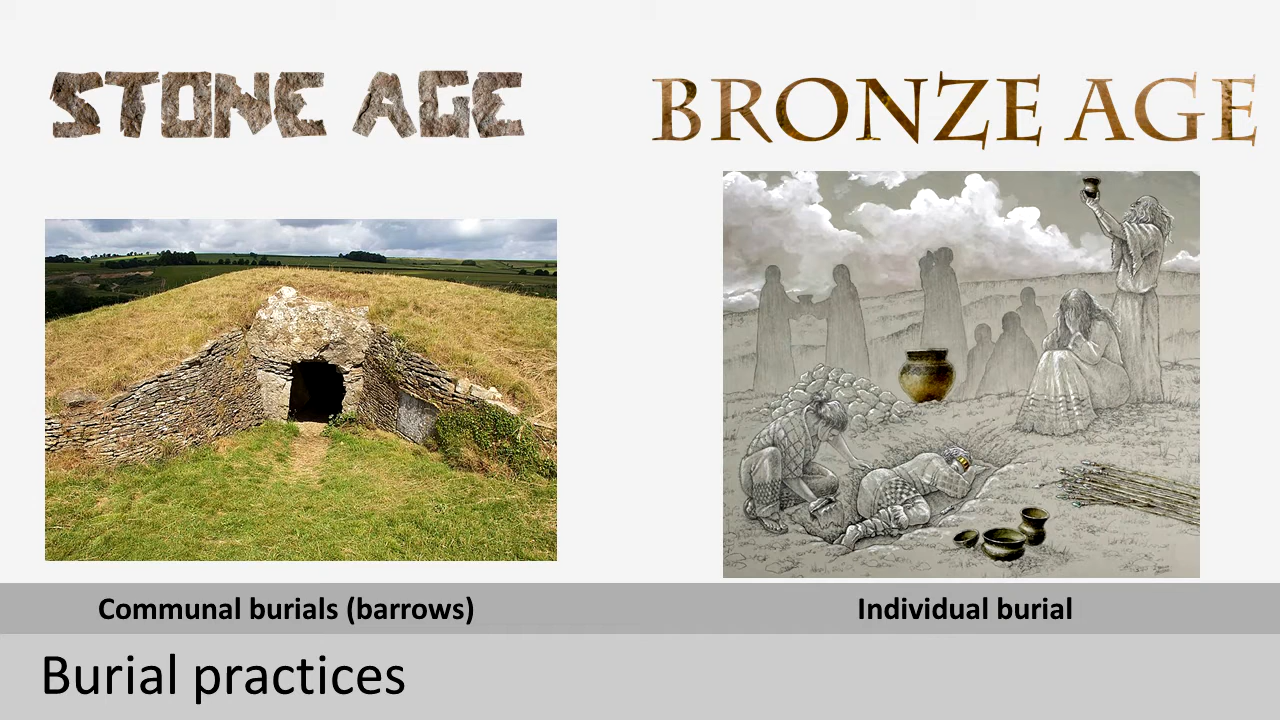 STONE AGE
BRONZE AGE
Communal burials (barrows)
Individual burial
Burial practices